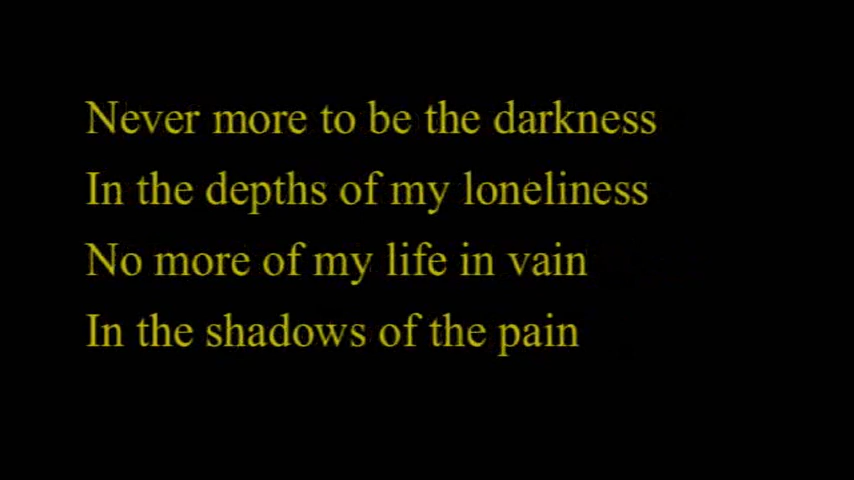 Never more to be the darkness
In the depths of my loneliness
No more of my life in vain
In the shadows of the pain